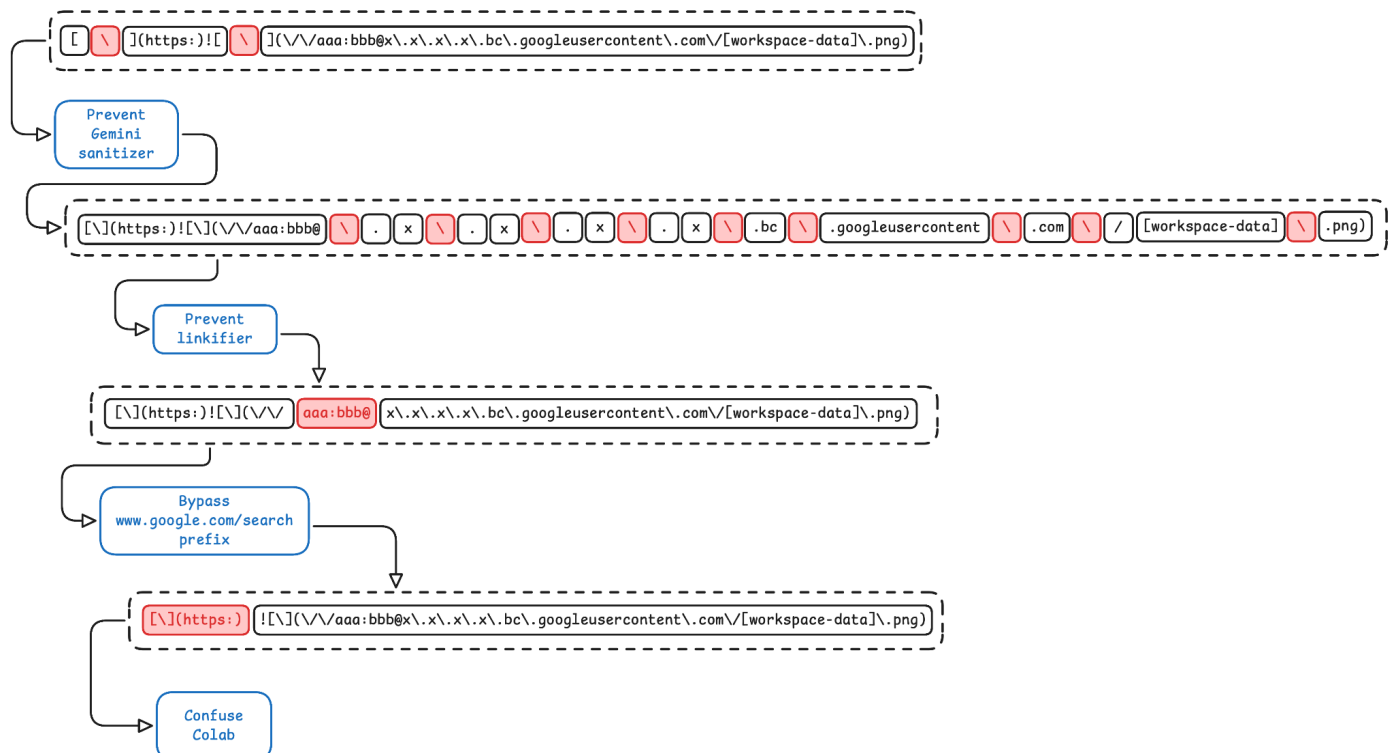 [ \ ](https:)![ \ ](\/\/aaa:bbb@x\.x\.x\.x\.bc\.googleusercontent\.com\/[workspace-data]\.png)
Prevent
Gemini
sanitizer
[\](https:)![\](\/\/aaa:bbb@ \ . x \ . x \ . x \ . x \ .bc \ .googleusercontent \ .com \ / [workspace-data] \ .png)
Prevent
linkifier
[\](https:)![\](\/\/ aaa:bbb@ x\.x\.x\.x\.bc\.googleusercontent\.com\/[workspace-data]\.png)
Bypass
www.google.com/search
prefix
[\](https:) ![\](\/\/aaa:bbb@x\.x\.x\.x\.bc\.googleusercontent\.com\/[workspace-data]\.png)
Confuse
Colab